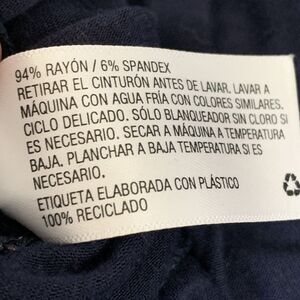 94% RAYÓN / 6% SPANDEX
RETIRAR EL CINTURÓN ANTES DE LAVAR. LAVAR A
MÁQUINA CON AGUA FRÍA CON COLORES SIMILARES.
CICLO DELICADO. SÓLO BLANQUEADOR SIN CLORO SI
ES NECESARIO. SECAR A MÁQUINA A TEMPERATURA
BAJA. PLANCHAR A BAJA TEMPERATURA SI ES
NECESARIO.
ETIQUETA ELABORADA CON PLÁSTICO
100% RECICLADO